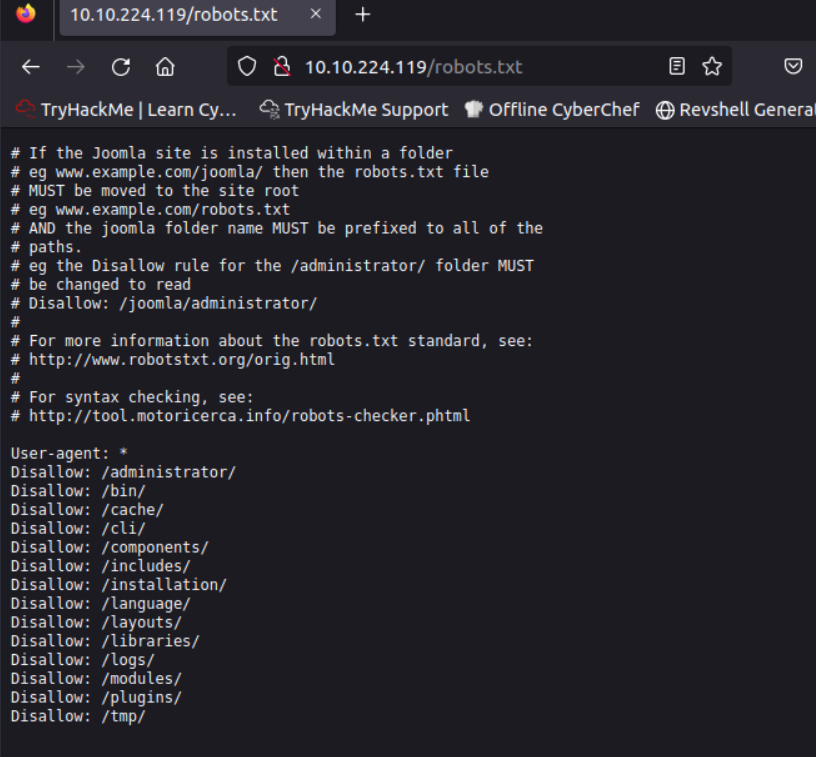 10.10.224.119/robots.txt
10.10.224.119/robots.txt
TryHackMe | Learn Cy... TryHackMe Support Offline CyberChef Revshell Generat
# If the Joomla site is installed within a folder
# eg www.example.com/joomla/ then the robots.txt file
# MUST be moved to the site root
# eg www.example.com/robots.txt
# AND the joomla folder name MUST be prefixed to all of the
# paths.
# eg the Disallow rule for the /administrator/ folder MUST
# be changed to read
# Disallow: /joomla/administrator/
#
# For more information about the robots.txt standard, see:
# http://www.robotstxt.org/orig.html
#
# For syntax checking, see:
# http://tool.motoricerca.info/robots-checker.phtml
User-agent: *
Disallow: /administrator/
Disallow: /bin/
Disallow: /cache/
Disallow: /cli/
Disallow: /components/
Disallow: /includes/
Disallow: /installation/
Disallow: /language/
Disallow: /layouts/
Disallow: /libraries/
Disallow: /logs/
Disallow: /modules/
Disallow: /plugins/
Disallow: /tmp/